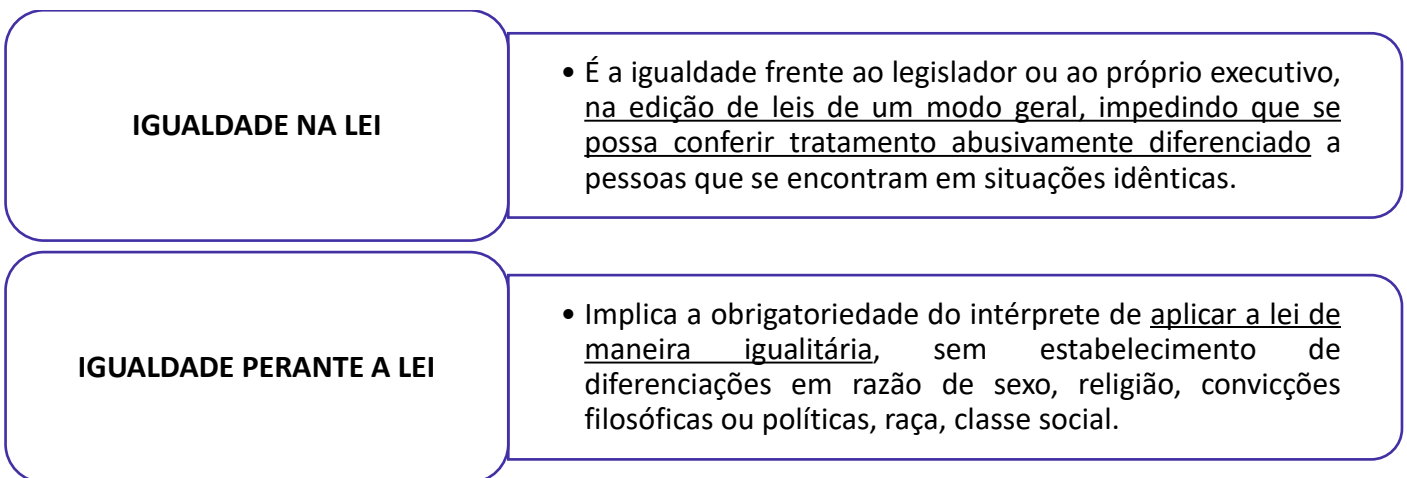 IGUALDADE NA LEI
• É a igualdade frente ao legislador ou ao próprio executivo,
na edição de leis de um modo geral, impedindo que se
possa conferir tratamento abusivamente diferenciado a
pessoas que se encontram em situações idênticas.
IGUALDADE PERANTE A LEI
• Implica a obrigatoriedade do intérprete de aplicar a lei de
maneira igualitária, sem estabelecimento de
diferenciações em razão de sexo, religião, convicções
filosóficas ou políticas, raça, classe social.